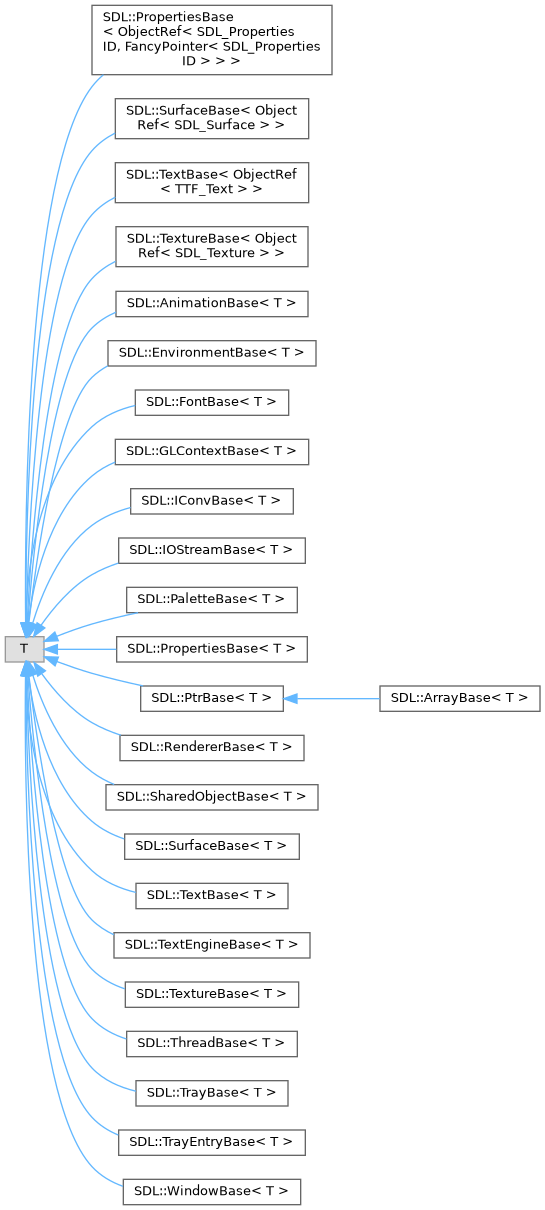 SDL::PropertiesBase
< ObjectRef< SDL_Properties
ID, FancyPointer< SDL_Properties
ID > > >
SDL::SurfaceBase< Object
Ref< SDL_Surface > >
SDL::TextBase< ObjectRef
< TTF_Text > >
SDL::TextureBase< Object
Ref< SDL_Texture > >
SDL::AnimationBase< T >
SDL::EnvironmentBase< T >
SDL::FontBase< T >
SDL::GLContextBase< T >
SDL::IConvBase< T >
SDL::IOStreamBase< T >
SDL::PaletteBase< T >
T
SDL::PropertiesBase< T >
SDL::PtrBase< T >
SDL::ArrayBase< T >
SDL::RendererBase< T >
SDL::SharedObjectBase< T >
SDL::SurfaceBase< T >
SDL::TextBase< T >
SDL::TextEngineBase< T >
SDL::TextureBase< T >
SDL::ThreadBase< T >
SDL::TrayBase< T >
SDL::TrayEntryBase< T >
SDL::WindowBase< T >